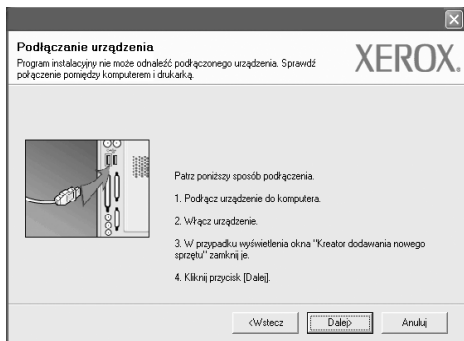 Podłączanie urządzenia
Program instalacyjny nie może odnaleźć podłączonego urządzenia. Sprawdź
połączenie pomiędzy komputerem i drukarką.
XEROX.
Patrz poniższy sposób podłączenia.
1. Podłącz urządzenie do komputera.
2. Włącz urządzenie.
3. W przypadku wyświetlenia okna "Kreator dodawania nowego
sprzętu" zamknij je.
4. Kliknij przycisk [Dalej].
<Wstecz
Dalej>
Anuluj